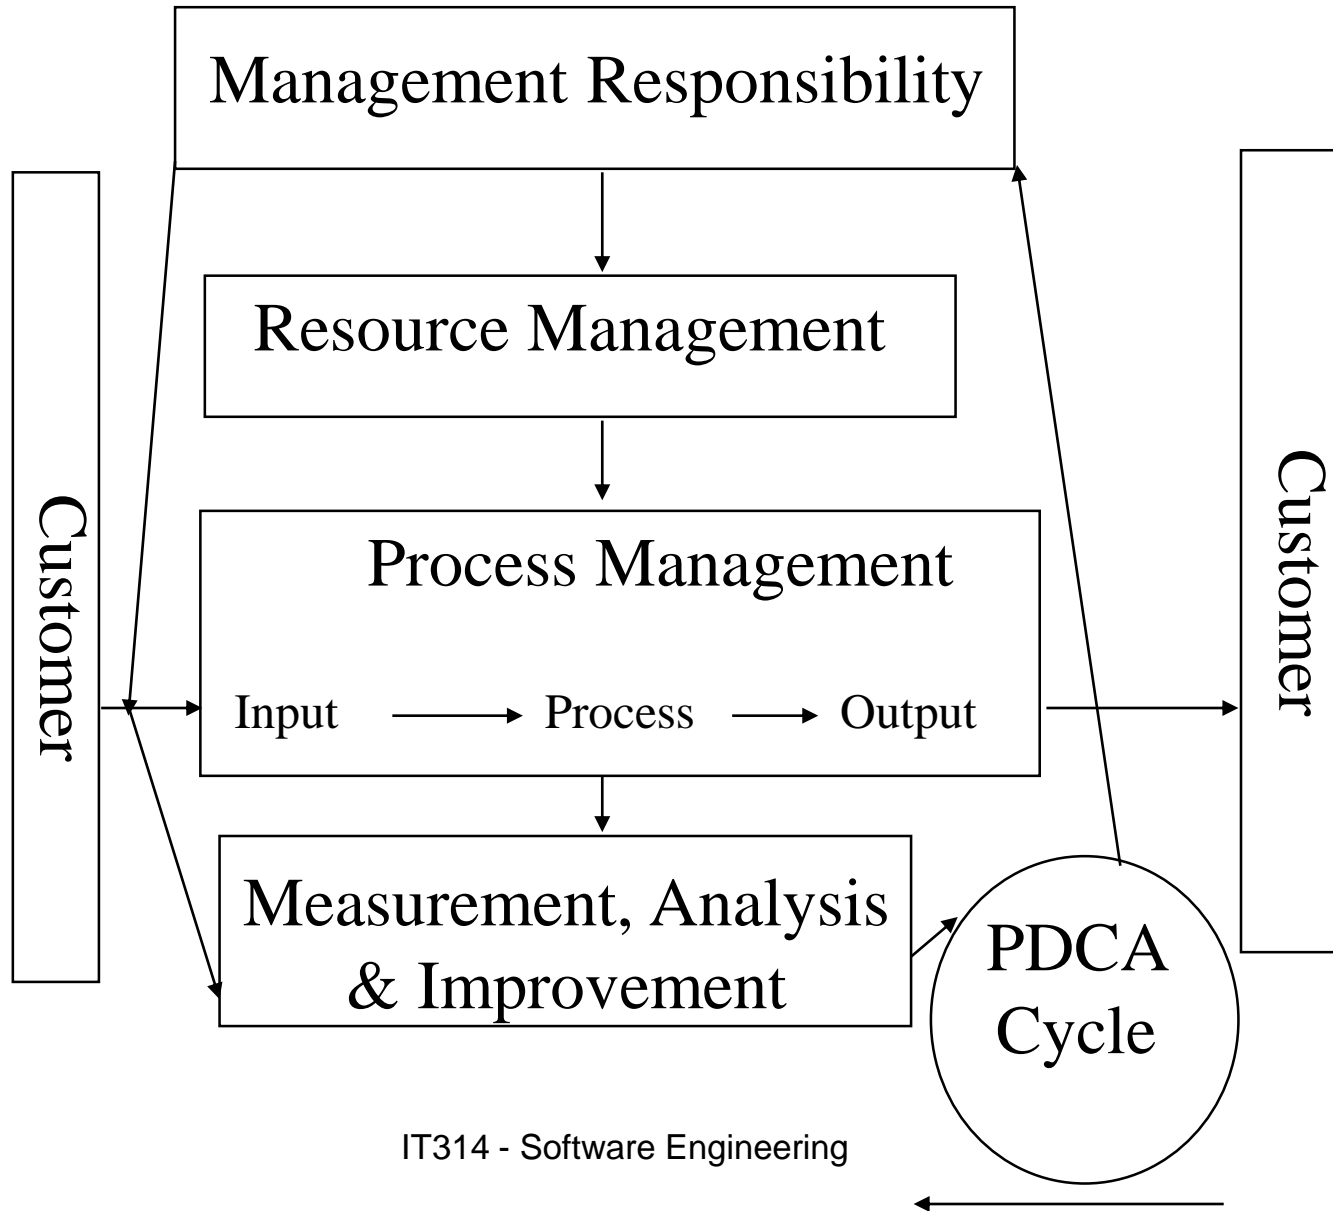 Management Responsibility
Resource Management
Customer
Customer
Process Management
Input Process Output
Measurement, Analysis
& Improvement
PDCA
Cycle
IT314 - Software Engineering